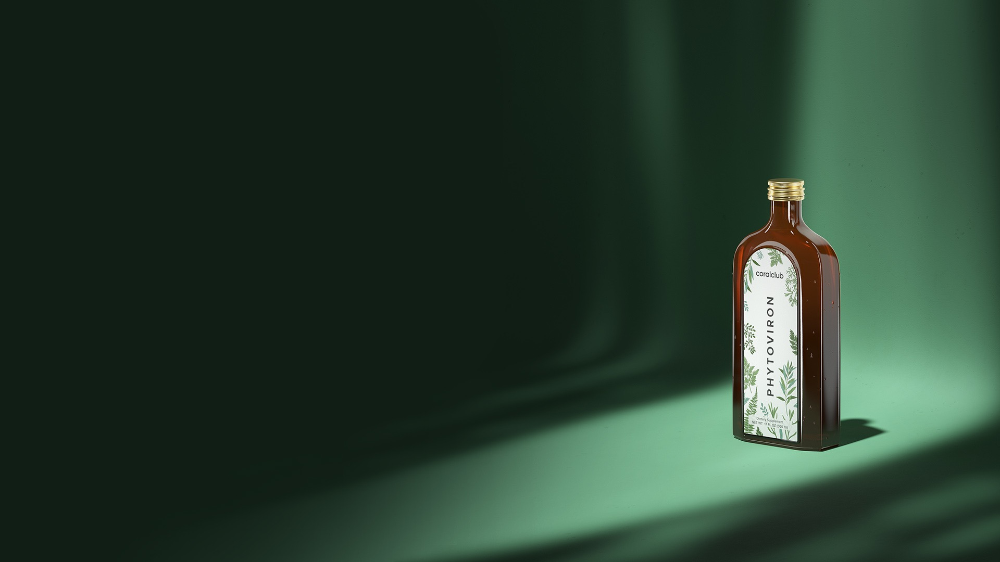 coralclub
PHYTOVIRON
Dietary Supplement
NET WT 17 FL OZ (500 ml)